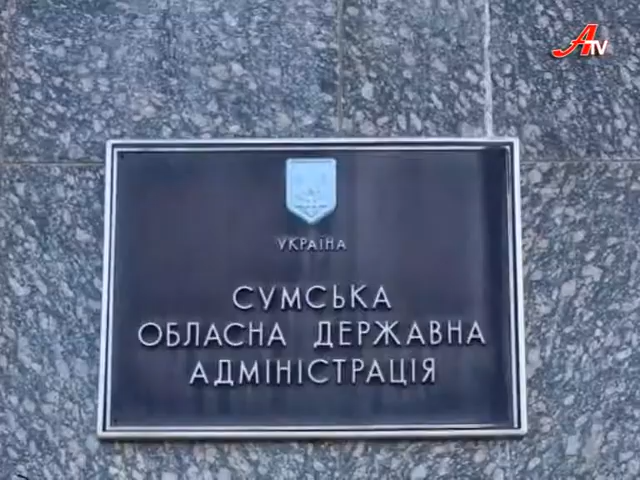 ATV
УКРАЇНА
СУМСЬКА
ОБЛАСНА ДЕРЖАВНА
АДМІНІСТРАЦІЯ